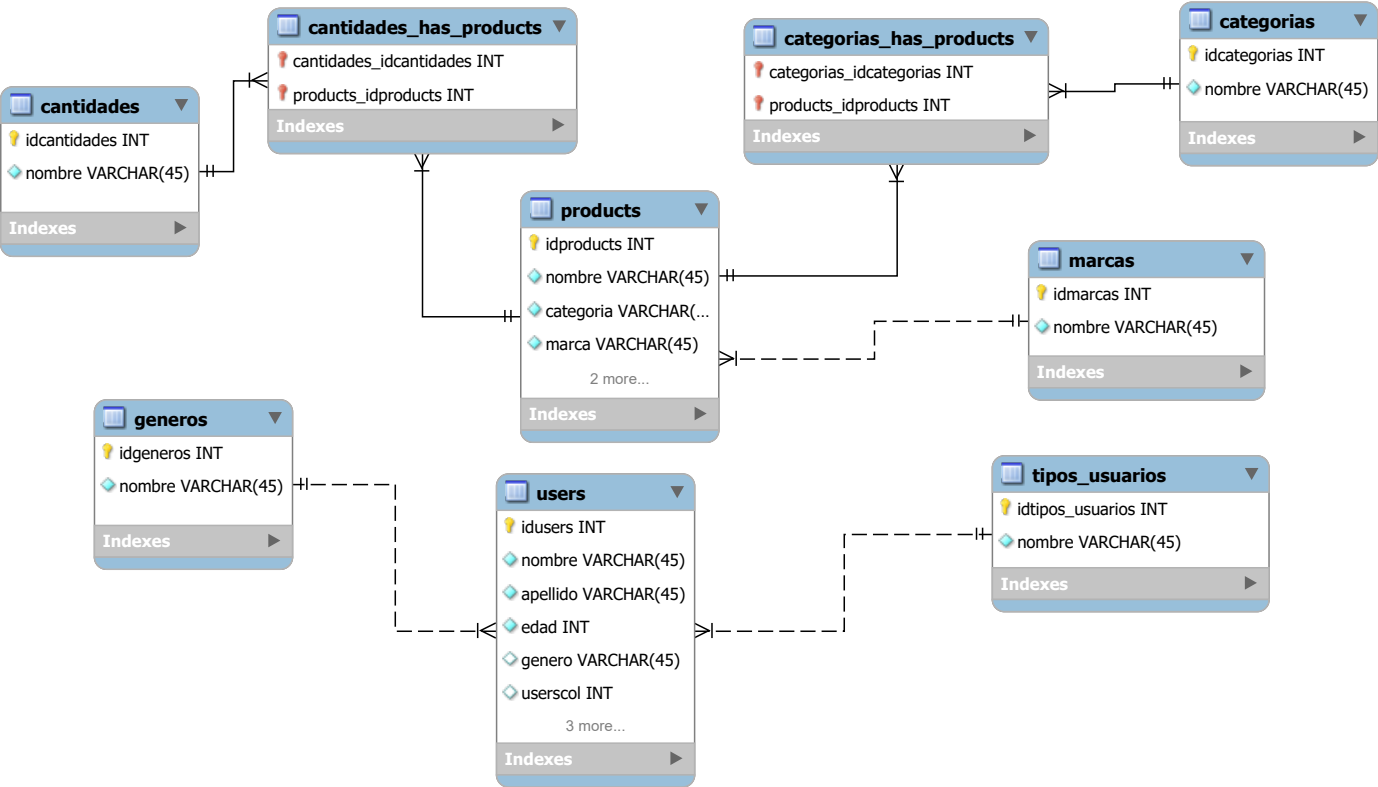 cantidades_has_products
cantidades_idcantidades INT
products_idproducts INT
Indexes
categorias_has_products
categorias_idcategorias INT
products_idproducts INT
Indexes
categorias
idcategorias INT
nombre VARCHAR(45)
Indexes
cantidades
idcantidades INT
nombre VARCHAR(45)
Indexes
products
idproducts INT
nombre VARCHAR(45)
categoria VARCHAR(...
marca VARCHAR(45)
2 more...
Indexes
marcas
idmarcas INT
nombre VARCHAR(45)
Indexes
generos
idgeneros INT
nombre VARCHAR(45)
Indexes
users
idusers INT
nombre VARCHAR(45)
apellido VARCHAR(45)
edad INT
genero VARCHAR(45)
userscol INT
3 more...
Indexes
tipos_usuarios
idtipos_usuarios INT
nombre VARCHAR(45)
Indexes